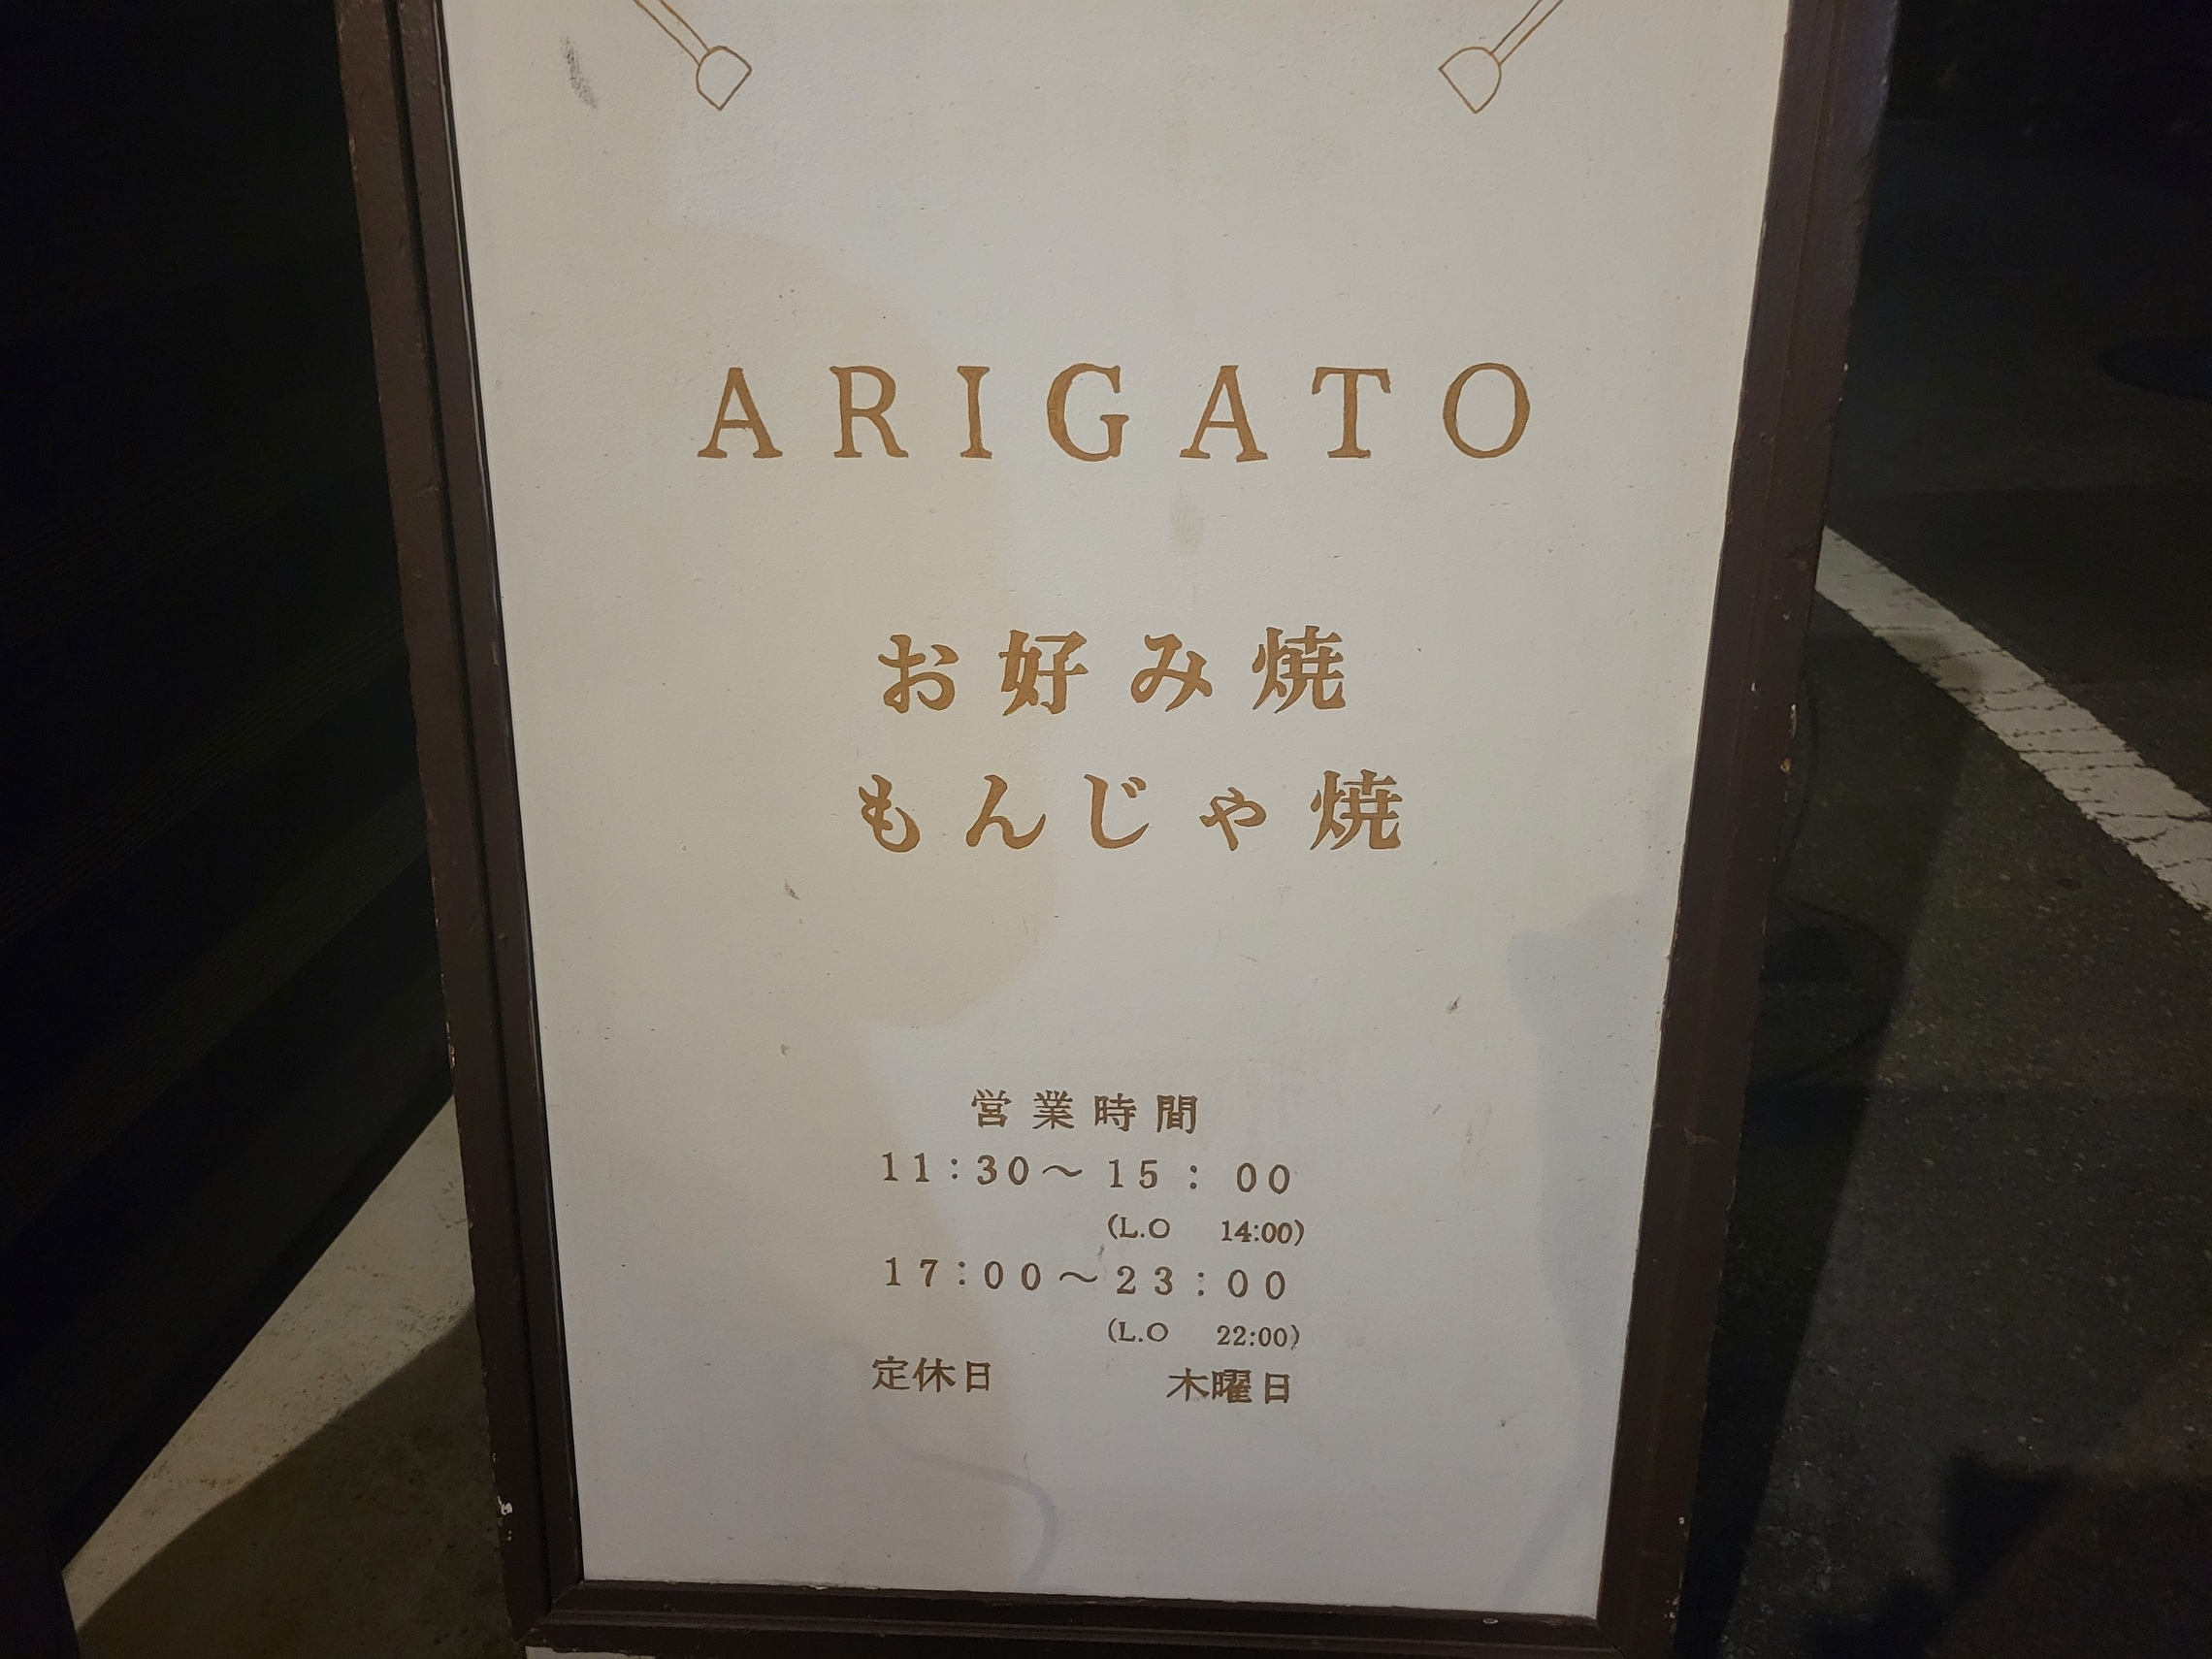 ARIGATO
お好み焼
もんじゃ焼
営業時間
11:30〜15:00
(L.O 14:00)
17:00〜23:00
(L.O 22:00)
定休日 木曜日